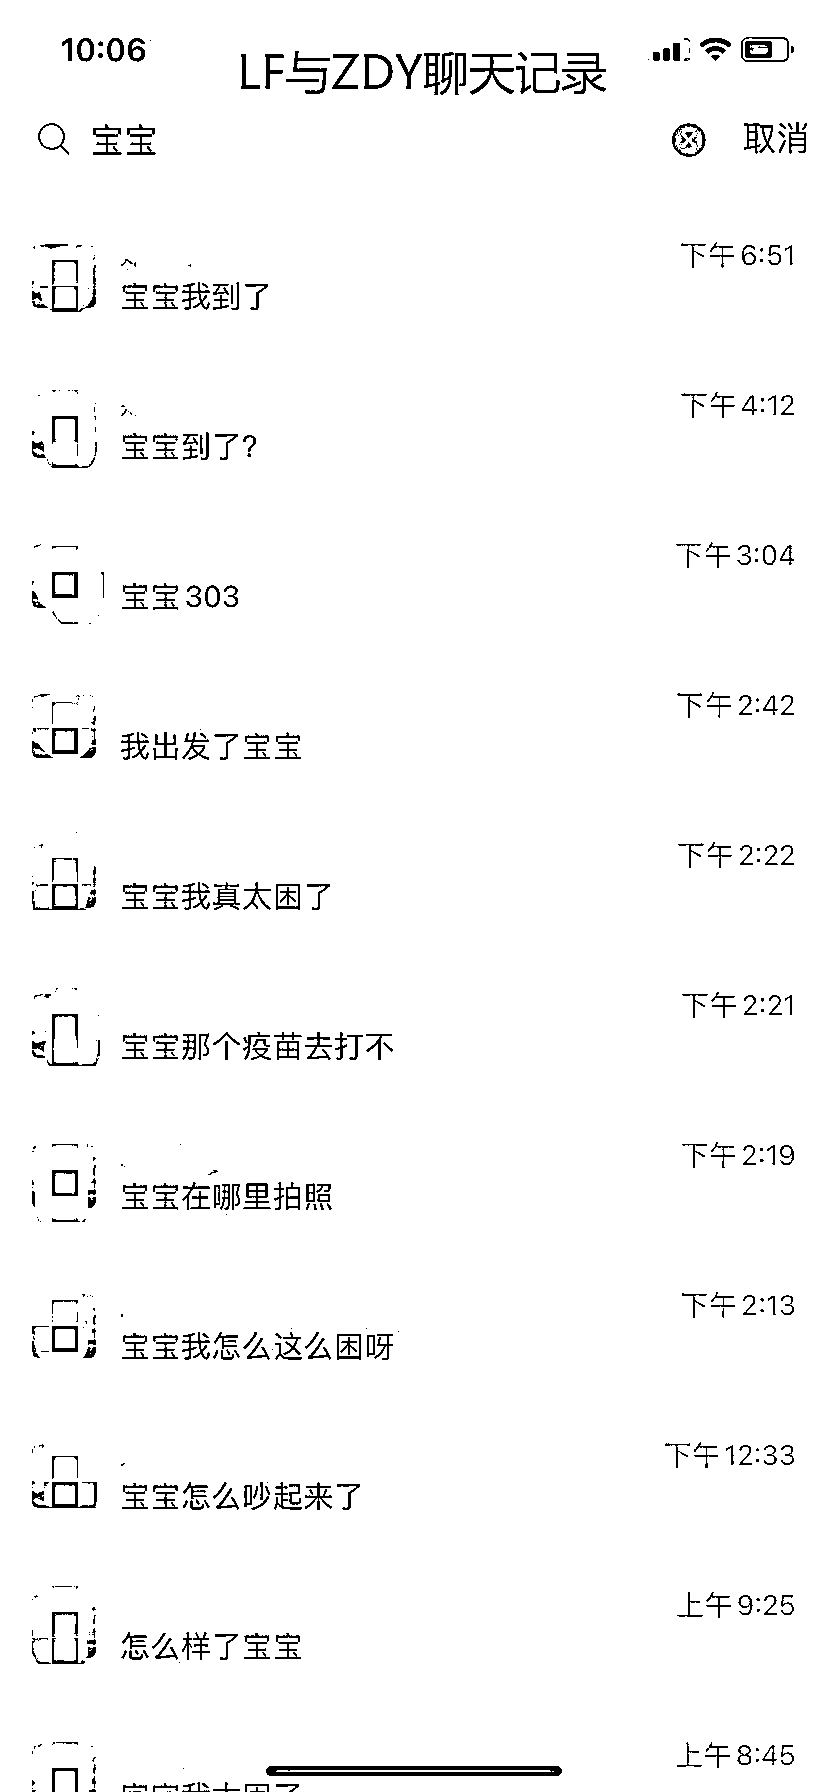 10:06
LF与ZDY聊天记录
宝宝
取消
下午6:51
宝宝我到了
下午4:12
宝宝到了?
下午3:04
宝宝303
下午2:42
我出发了宝宝
下午2:22
宝宝我真太困了
下午2:21
宝宝那个疫苗去打不
下午2:19
宝宝在哪里拍照
下午2:13
宝宝我怎么这么困呀
下午12:33
宝宝怎么吵起来了
上午9:25
怎么样了宝宝
上午8:45
宝宝我太困了